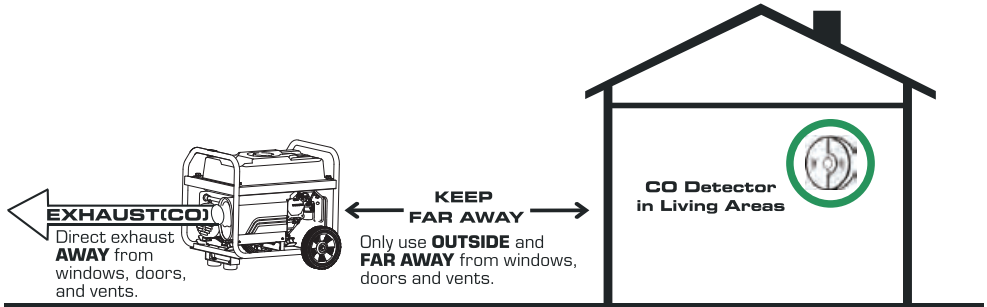 EXHAUST(CO)
Direct exhaust
AWAY from
windows, doors,
and vents.
KEEP
FAR AWAY
Only use OUTSIDE and
FAR AWAY from windows,
doors and vents.
CO Detector
in Living Areas